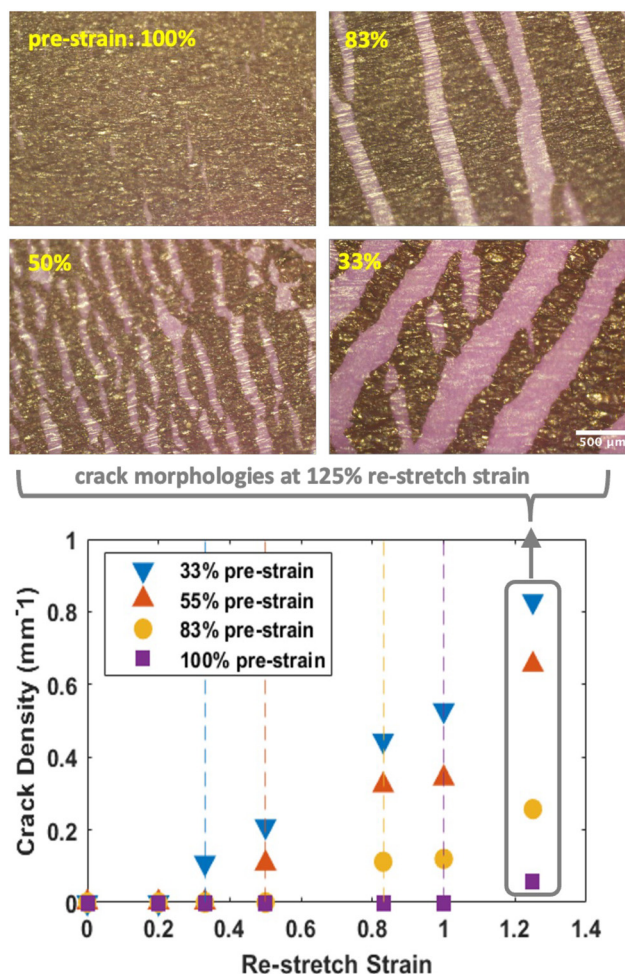 pre-strain: 100%
83%
50%
33%
500 μm
crack morphologies at 125% re-stretch strain
1
0.8
0.6
0.4
0.2
0
Crack Density (mm⁻¹)
33% pre-strain
55% pre-strain
83% pre-strain
100% pre-strain
0 0.2 0.4 0.6 0.8 1 1.2 1.4
Re-stretch Strain